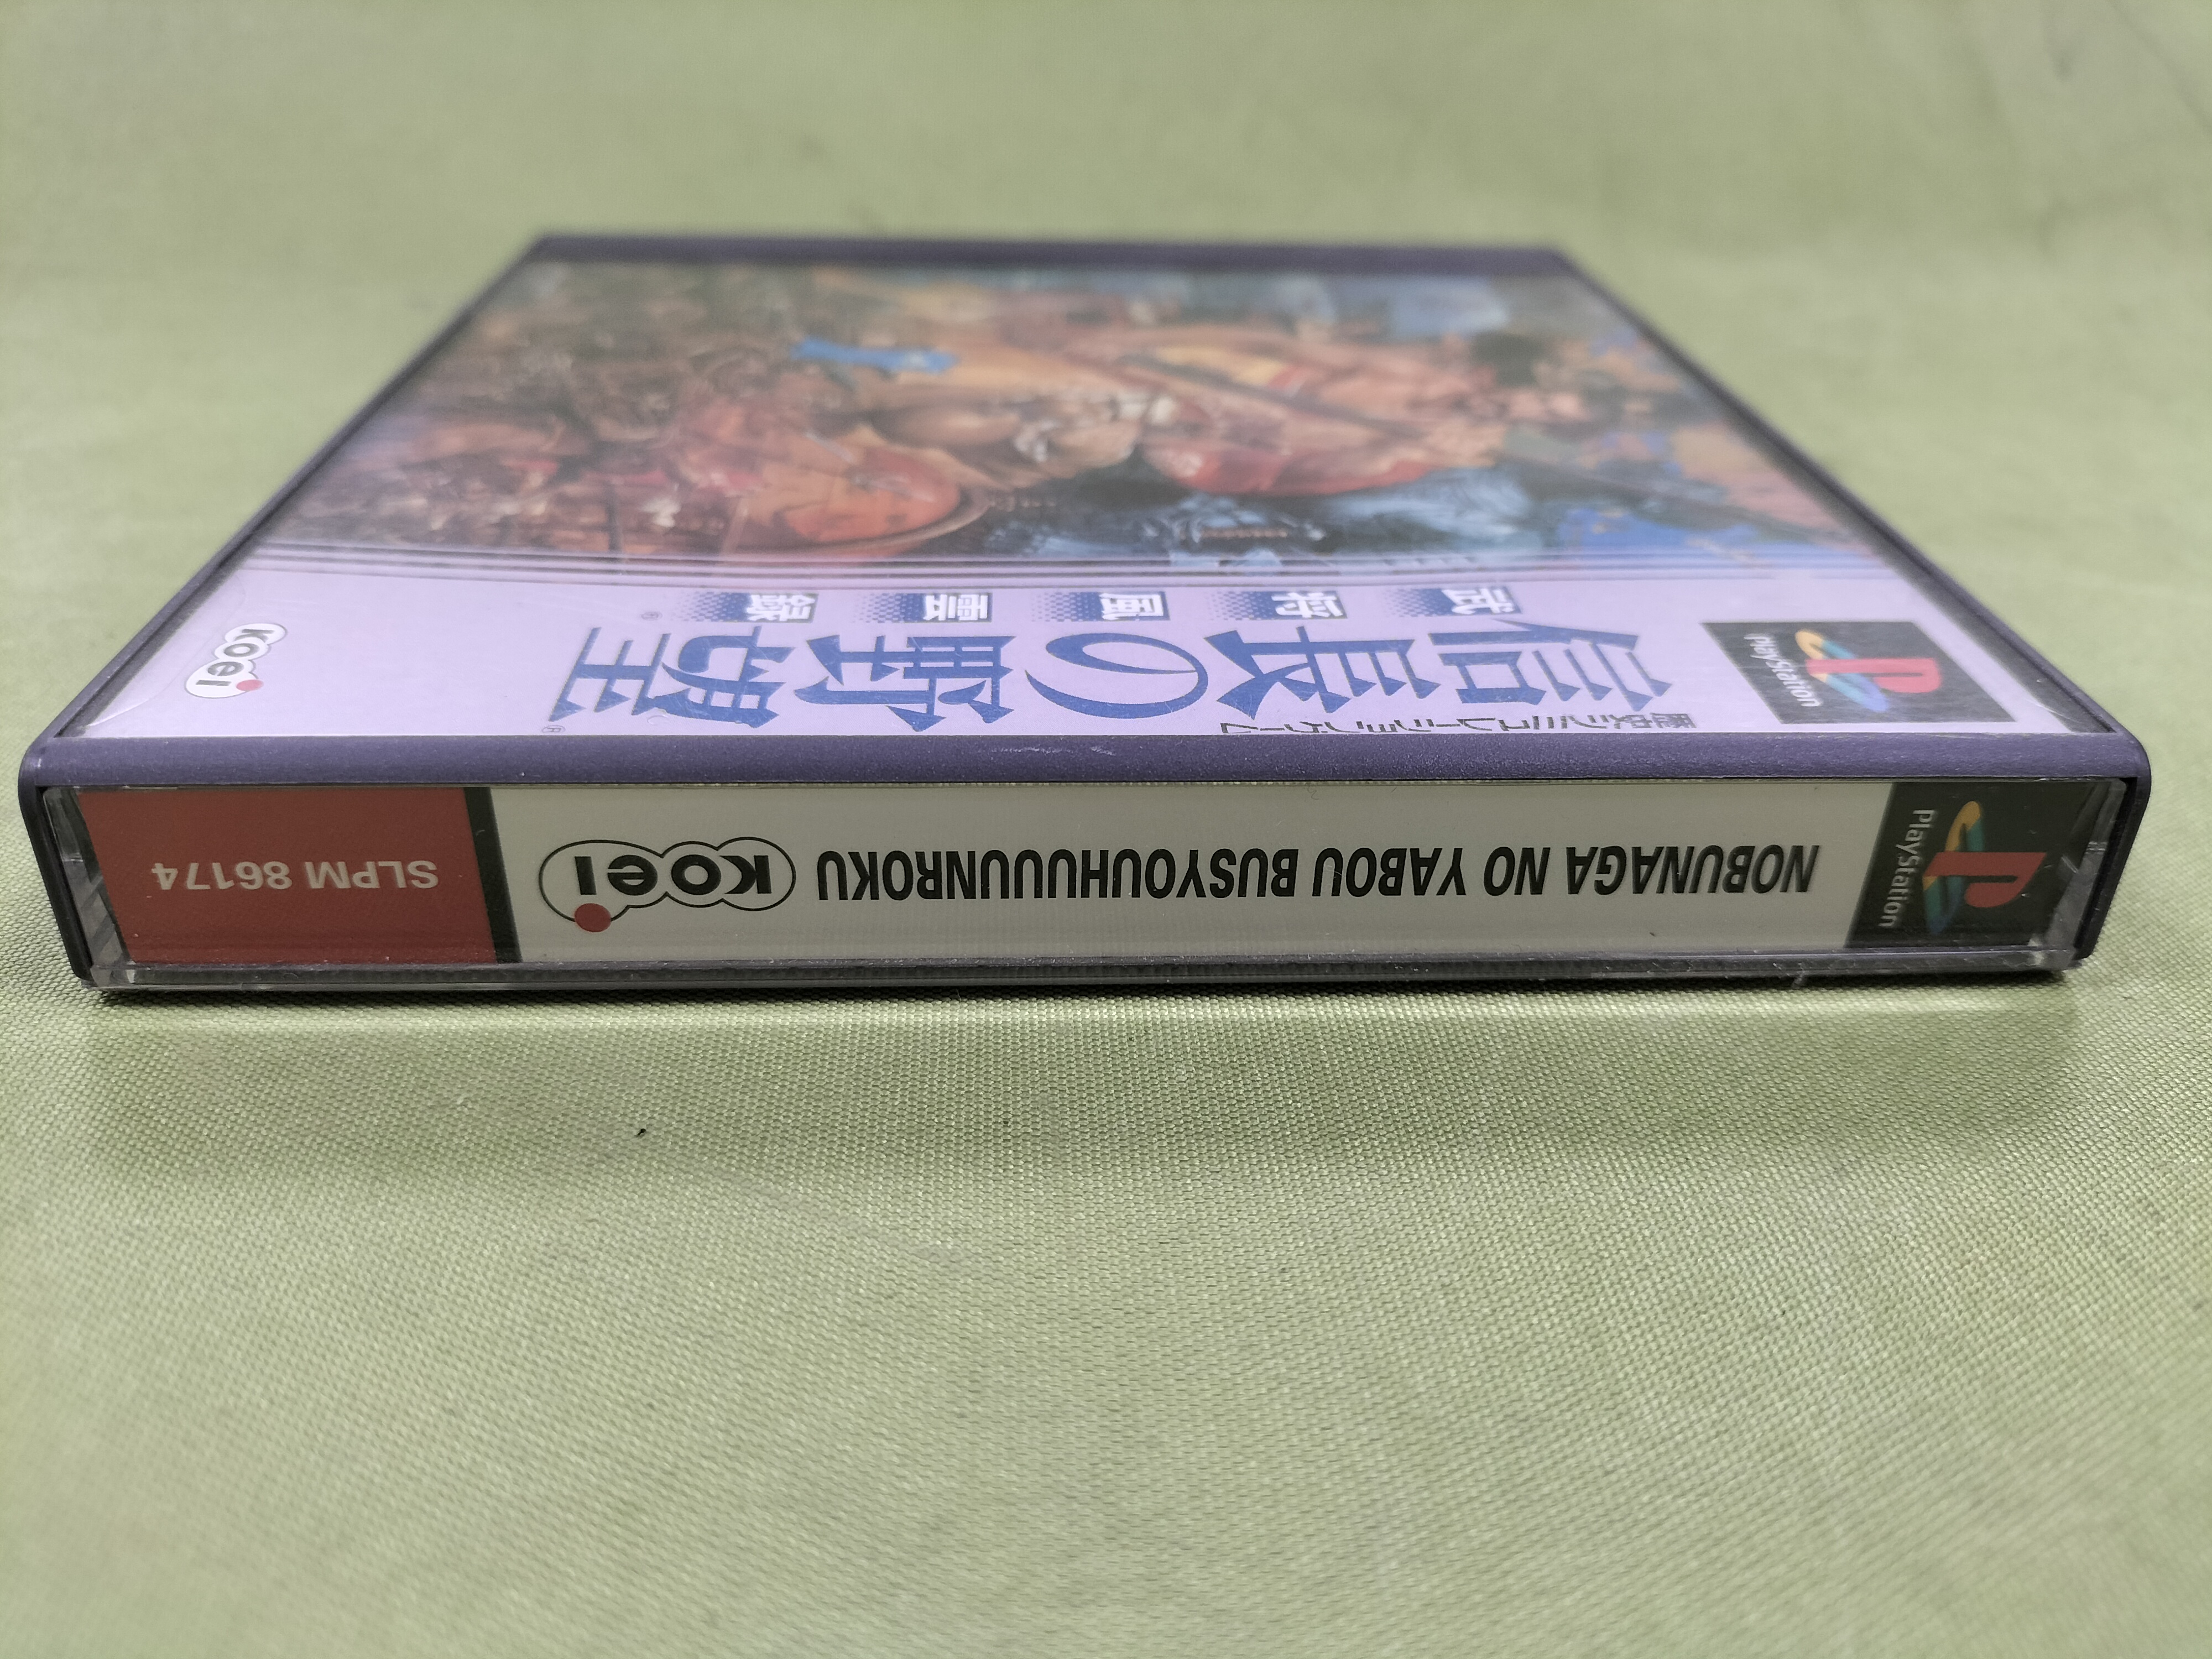 PlayStation
歴史シミュレーションゲーム
信長の野望®
武将風雲録®
KOEI
PlayStation
NOBUNAGA NO YABOU BUSYOUHUUUNROKU
KOEI
SLPM 86174